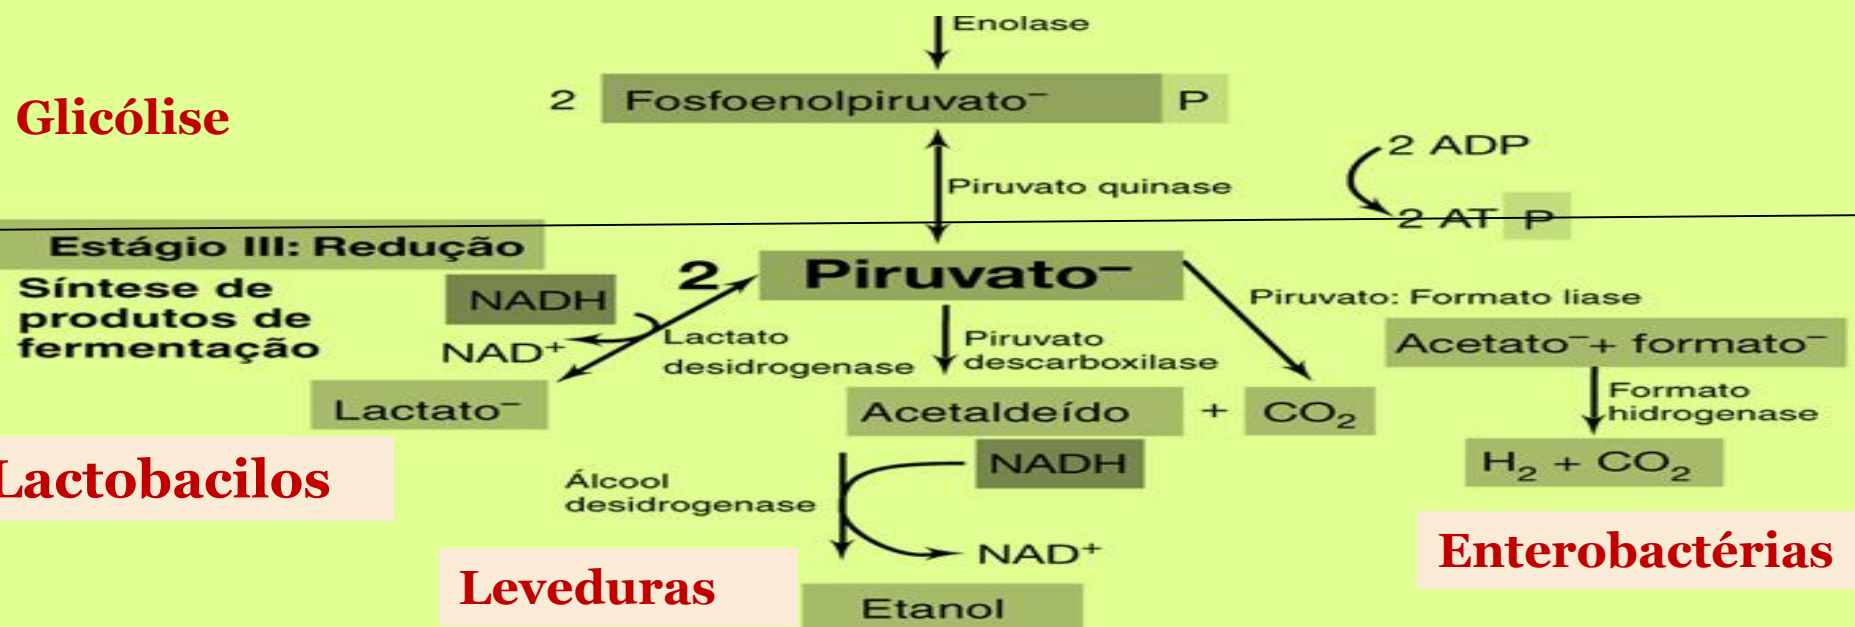 Enolase
Glicólise
2 Fosfoenolpiruvato⁻ P
2 ADP
Piruvato quinase
2 AT P
Estágio III: Redução
Síntese de
produtos de
fermentação
NADH
NAD⁺
2 Piruvato⁻
Lactato
desidrogenase
Piruvato
descarboxilase
Piruvato: Formato liase
Acetato⁻+ formato⁻
Lactato⁻
Acetaldeído + CO₂
Formato
hidrogenase
Lactobacilos
Álcool
desidrogenase
NADH
H₂ + CO₂
NAD⁺
Enterobactérias
Leveduras
Etanol